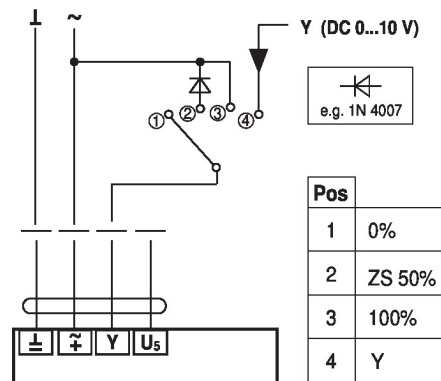 ⊥ ~
Y (DC 0...10 V)
① ② ③ ④
e.g. 1N 4007
Pos
1 0%
2 ZS 50%
3 100%
4 Y
⊥ ~+ Y U5